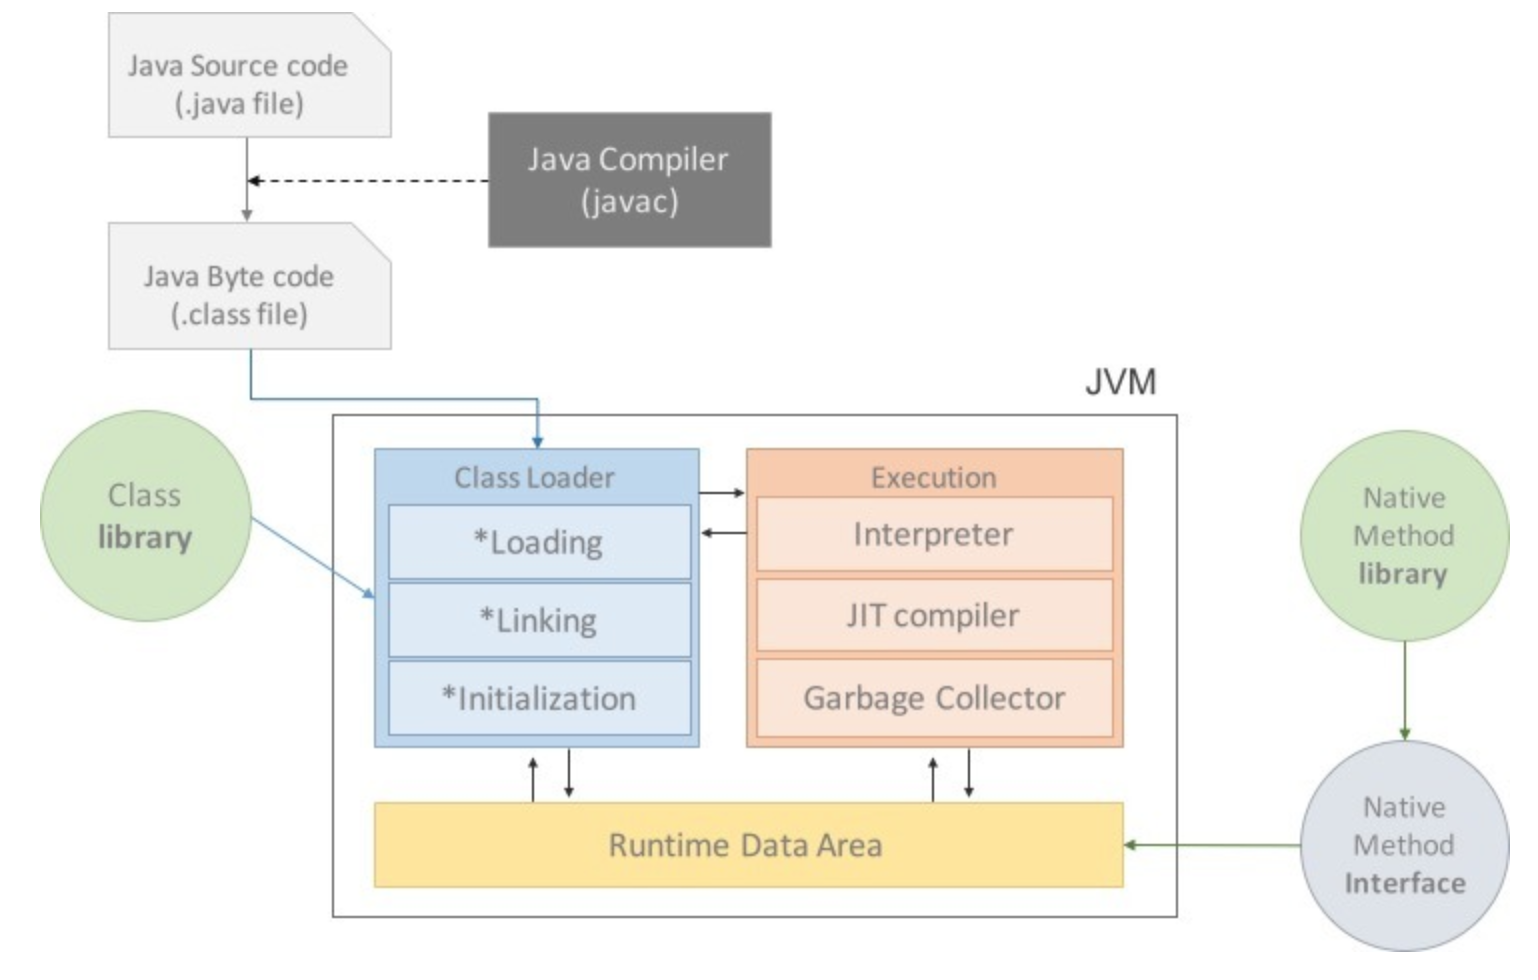 Java Source code
(.java file)
Java Compiler
(javac)
Java Byte code
(.class file)
JVM
Class
library
Class Loader
*Loading
*Linking
*Initialization
Execution
Interpreter
JIT compiler
Garbage Collector
Native
Method
library
Runtime Data Area
Native
Method
Interface